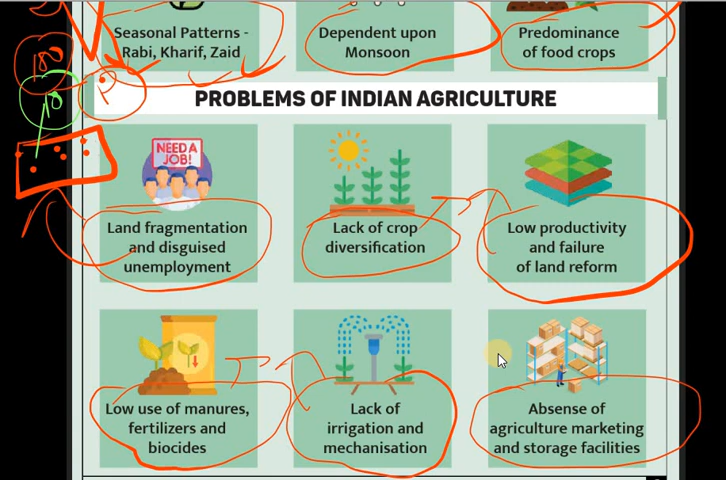 Seasonal Patterns -
Rabi, Kharif, Zaid
Dependent upon
Monsoon
Predominance
of food crops
PROBLEMS OF INDIAN AGRICULTURE
NEED A
JOB!
Land fragmentation
and disguised
unemployment
Lack of crop
diversification
Low productivity
and failure
of land reform
Low use of manures,
fertilizers and
biocides
Lack of
irrigation and
mechanisation
Absense of
agriculture marketing
and storage facilities